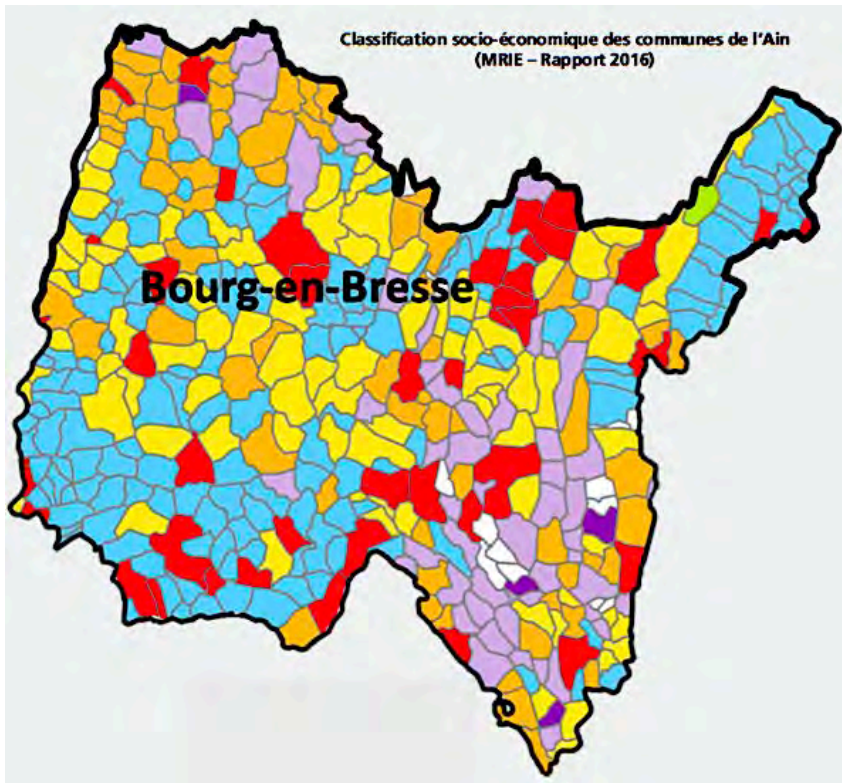 Classification socio-économique des communes de l'Ain
(MRIE – Rapport 2016)
Bourg-en-Bresse